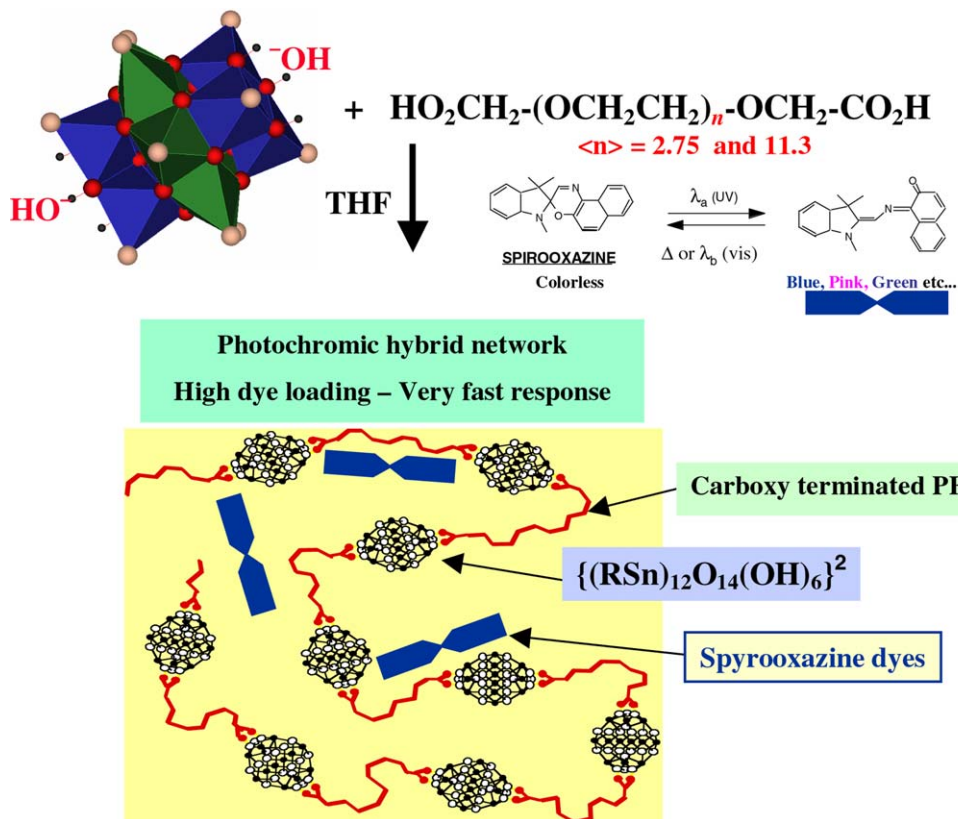 ⁻OH
HO⁻
+ HO₂CCH₂-(OCH₂CH₂)ₙ-OCH₂-CO₂H
<n> = 2.75 and 11.3
THF
N
O
N
SPIROOXAZINE
Colorless
λₐ (UV)
Δ or λ_b (vis)
O
N
N
Blue, Pink, Green etc...
Photochromic hybrid network
High dye loading – Very fast response
Carboxy terminated PE
{(RSn)₁₂O₁₄(OH)₆}²
Spyrooxazine dyes